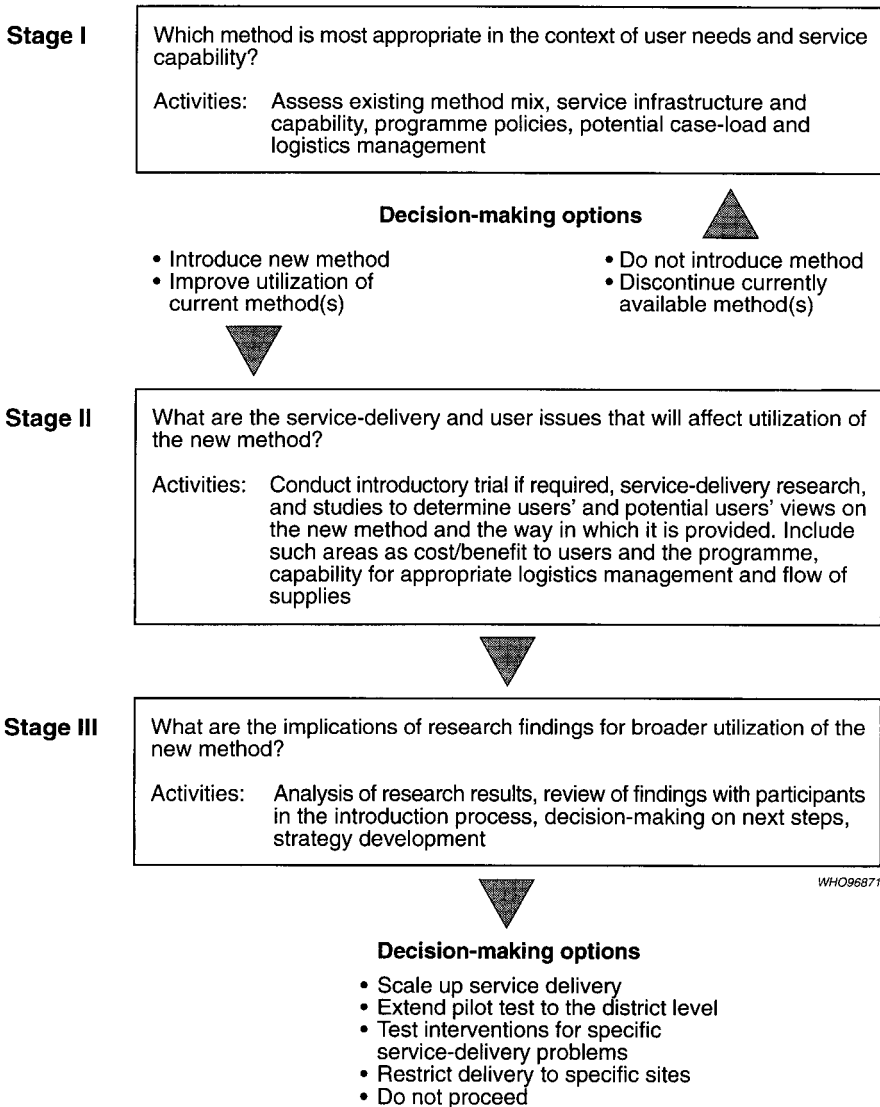 Stage I
Which method is most appropriate in the context of user needs and service
capability?
Activities: Assess existing method mix, service infrastructure and
capability, programme policies, potential case-load and
logistics management
Decision-making options
• Introduce new method
• Improve utilization of
current method(s)
• Do not introduce method
• Discontinue currently
available method(s)
Stage II
What are the service-delivery and user issues that will affect utilization of
the new method?
Activities: Conduct introductory trial if required, service-delivery research,
and studies to determine users' and potential users' views on
the new method and the way in which it is provided. Include
such areas as cost/benefit to users and the programme,
capability for appropriate logistics management and flow of
supplies
Stage III
What are the implications of research findings for broader utilization of the
new method?
Activities: Analysis of research results, review of findings with participants
in the introduction process, decision-making on next steps,
strategy development
WHO96871
Decision-making options
• Scale up service delivery
• Extend pilot test to the district level
• Test interventions for specific
service-delivery problems
• Restrict delivery to specific sites
• Do not proceed